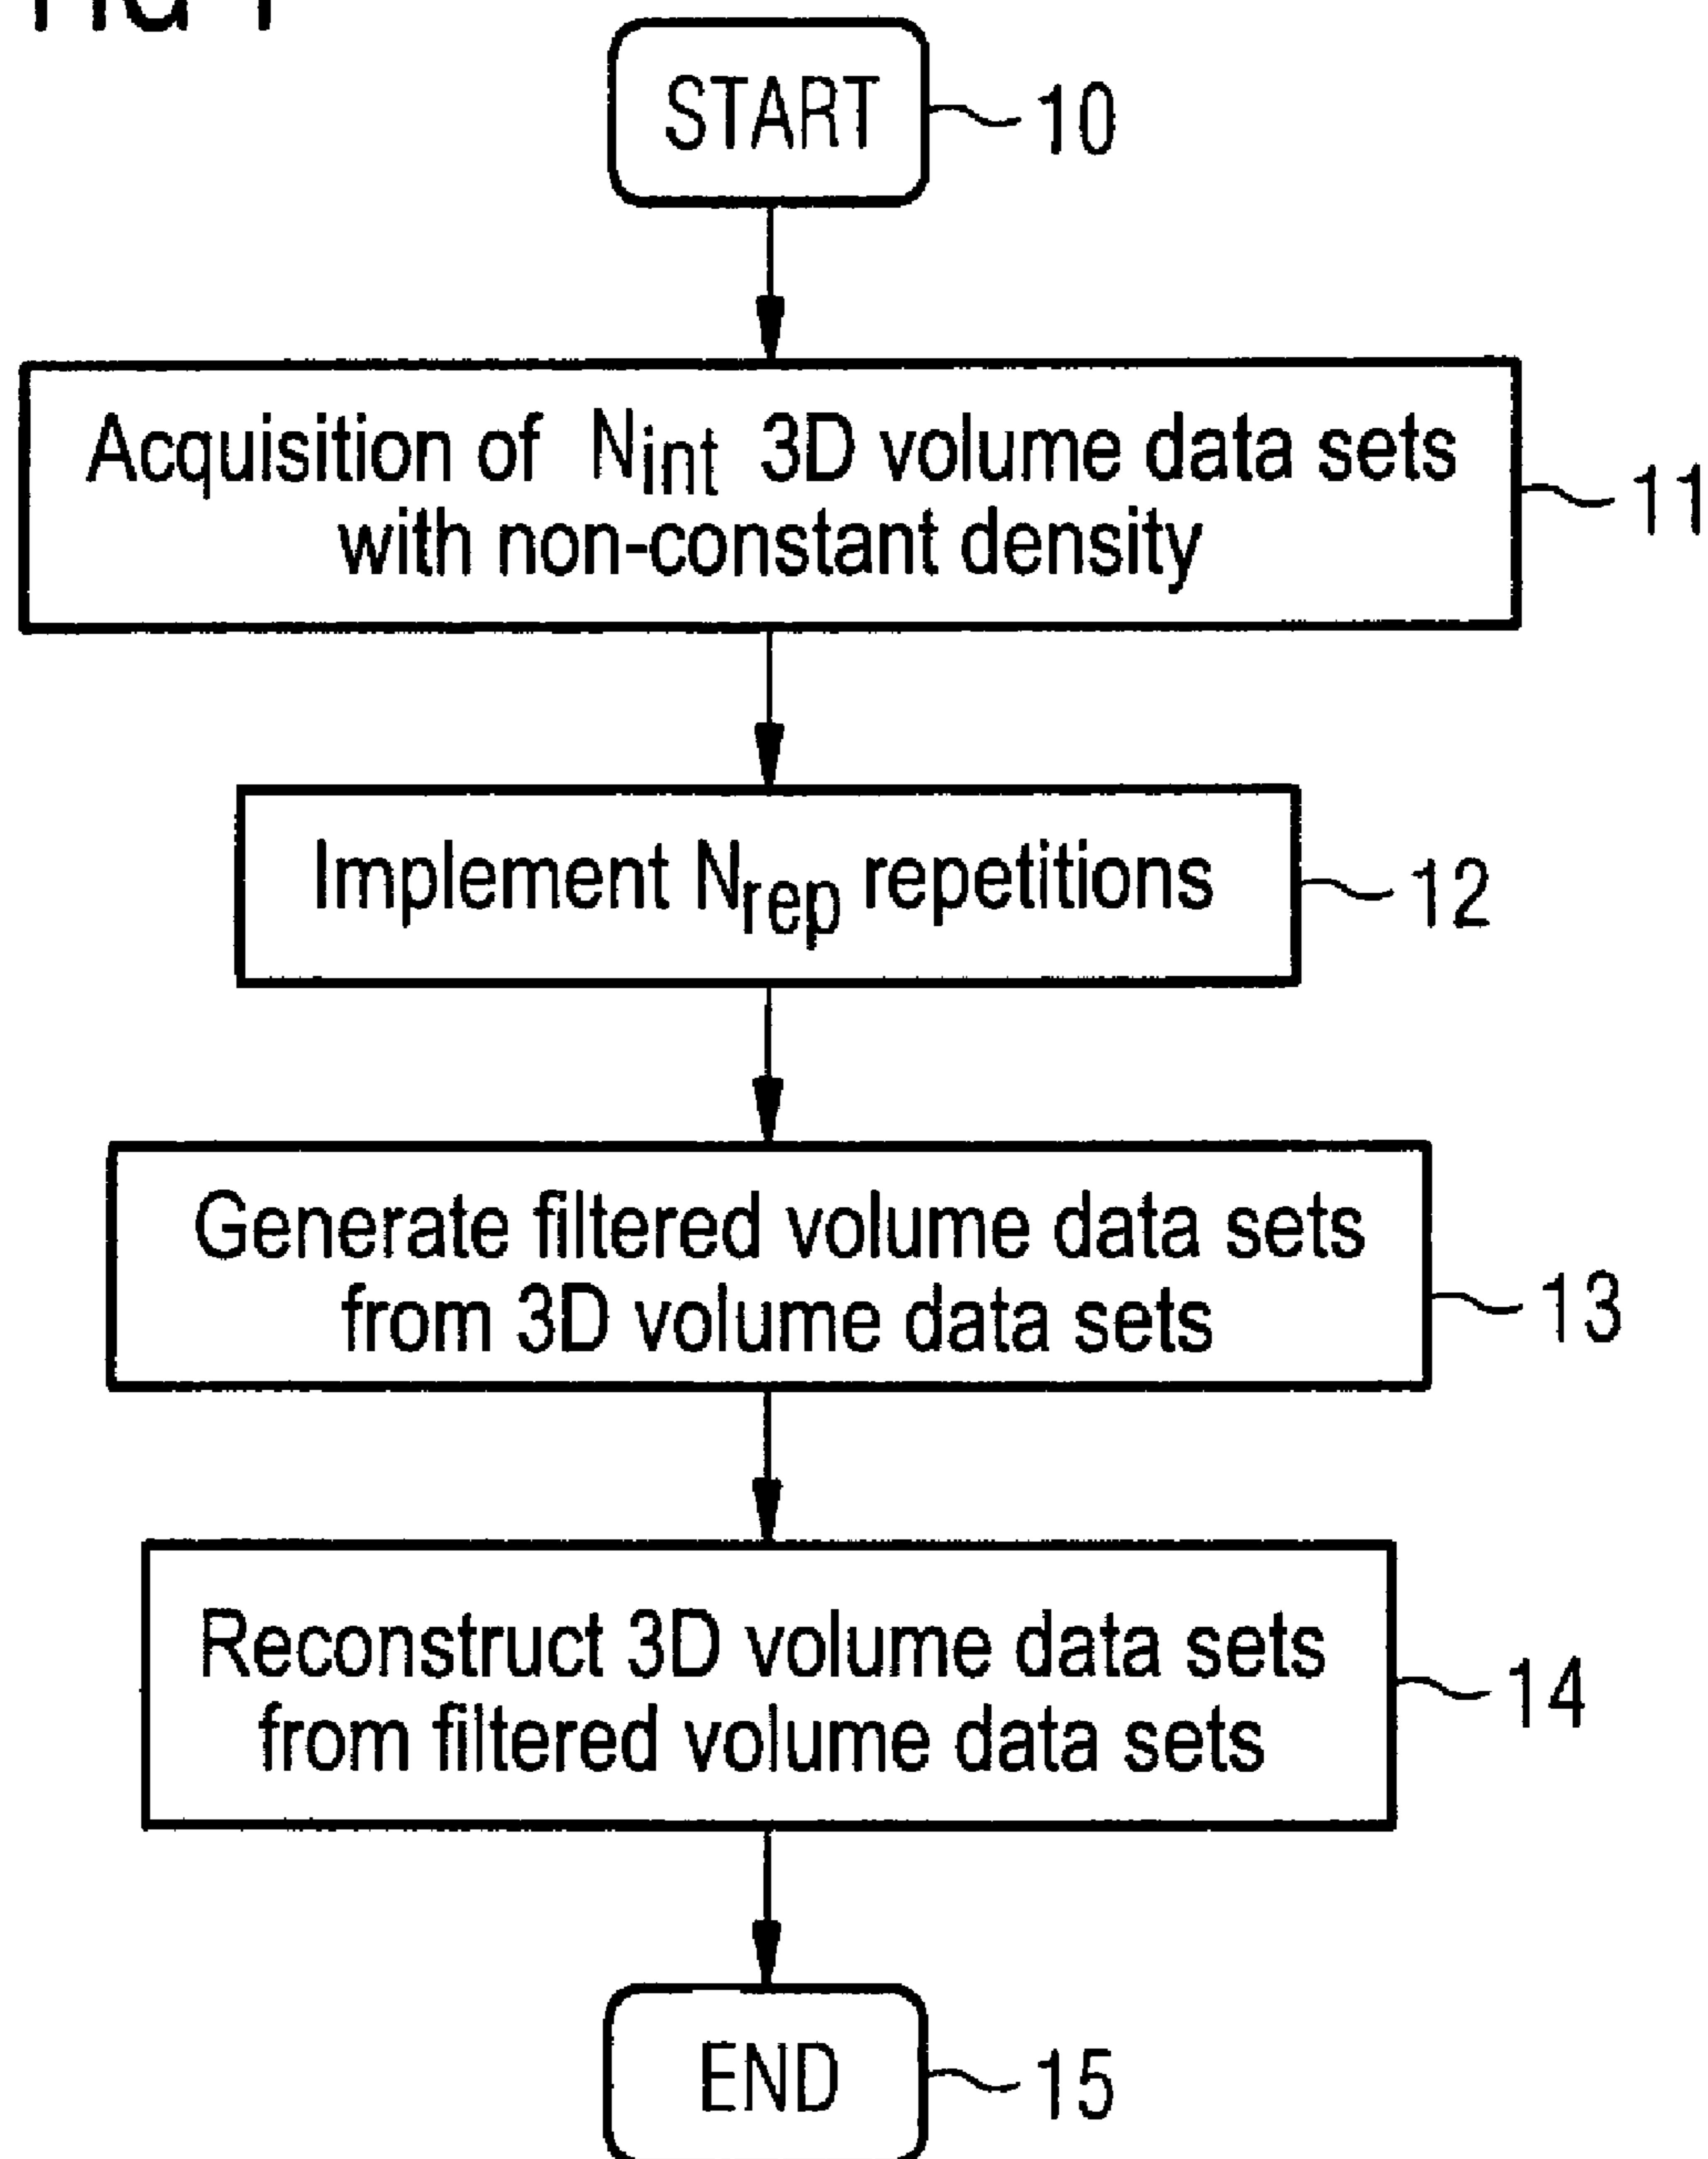 START
10
Acquisition of Nint 3D volume data sets
with non-constant density
11
Implement Nrep repetitions
12
Generate filtered volume data sets
from 3D volume data sets
13
Reconstruct 3D volume data sets
from filtered volume data sets
14
END
15